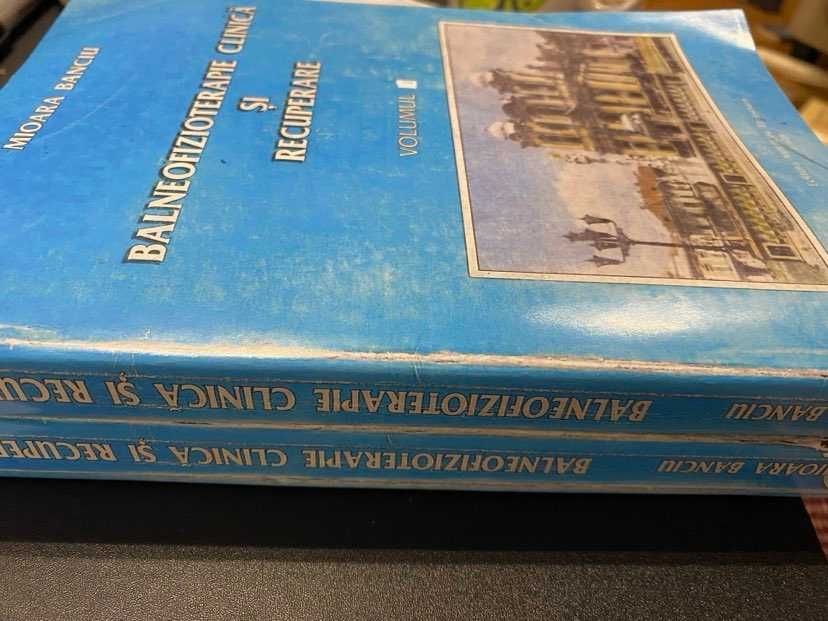 MIOARA BANCIU
BALNEOFIZIOTERAPIE CLINICĂ
ȘI
RECUPERARE
VOLUMUL
BANCIU BALNEOFIZIOTERAPIE CLINICĂ ȘI RECU
IOARA BANCIU BALNEOFIZIOTERAPIE CLINICĂ ȘI RECUPE